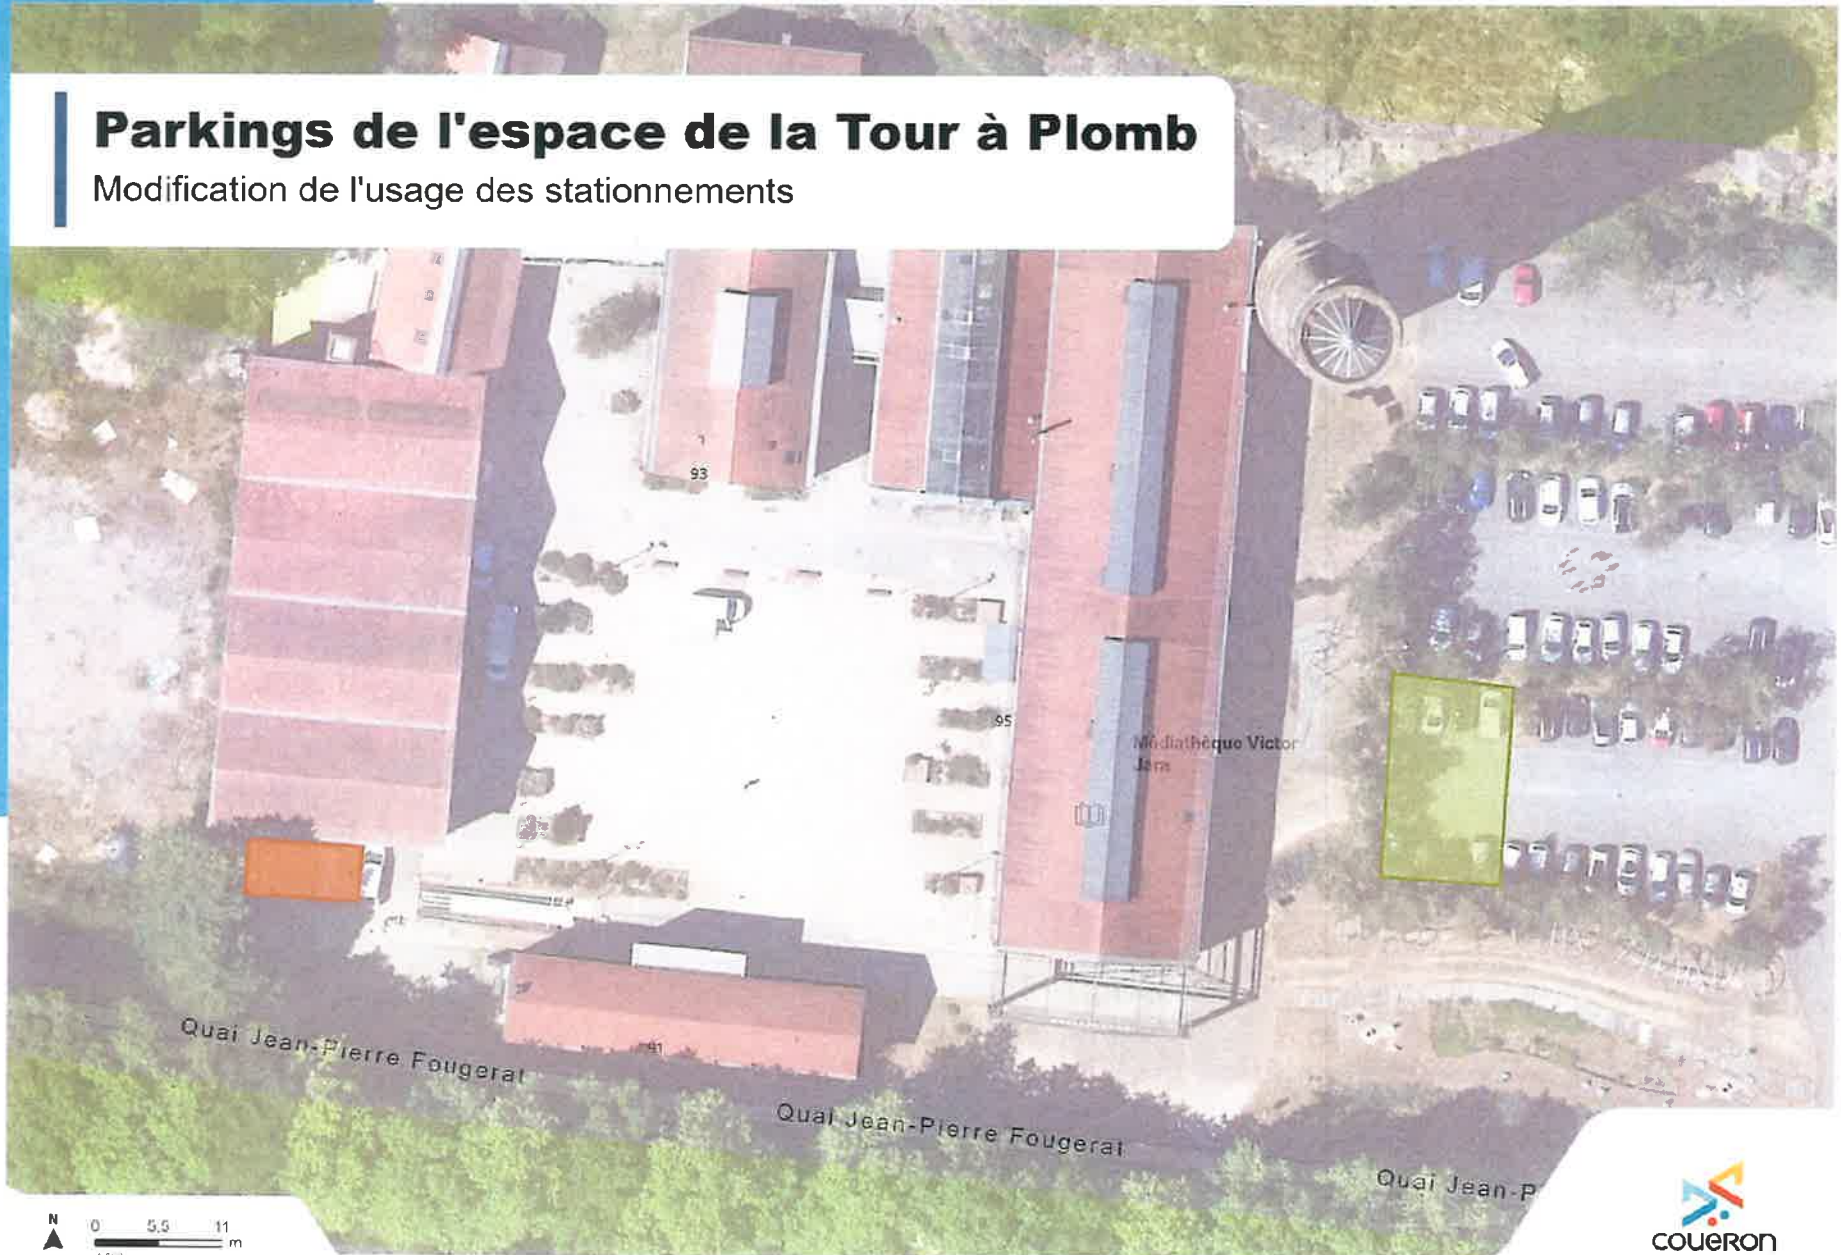 Parkings de l'espace de la Tour à Plomb
Modification de l'usage des stationnements
93
95
Médiathèque Victor
Jara
91
Quai Jean-Pierre Fougerat
Quai Jean-Pierre Fougerat
Quai Jean-P
N
0 5,5 11
m
COUERON